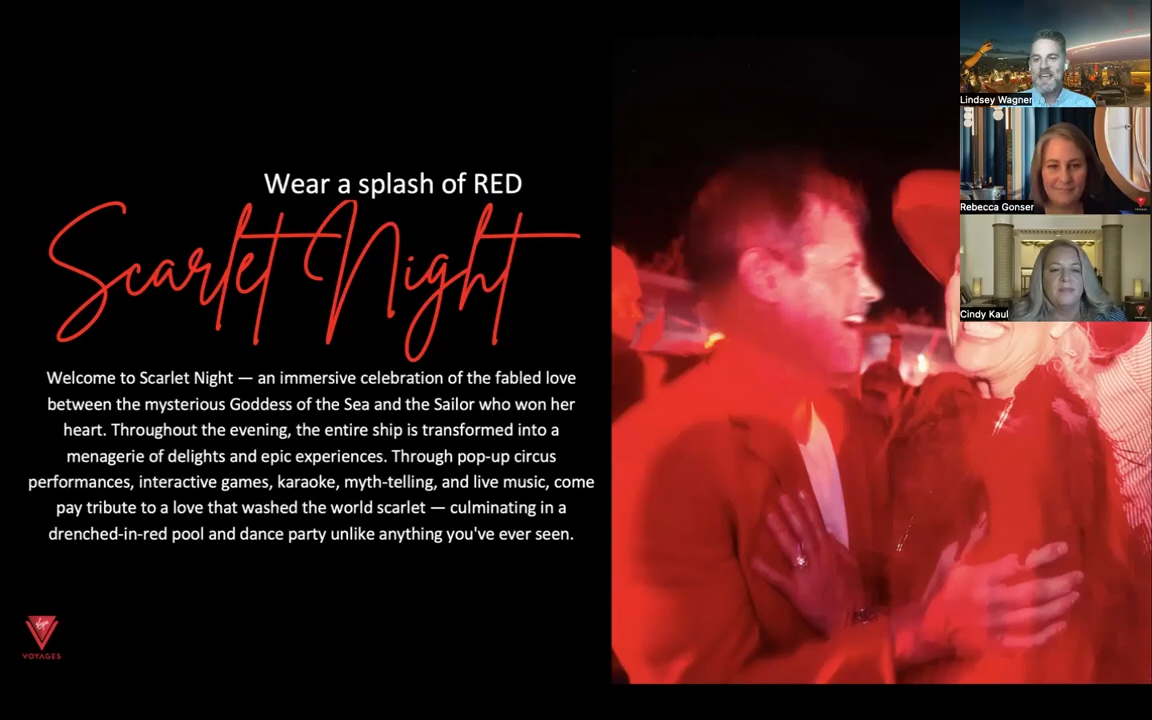 Wear a splash of RED
Scarlet Night
Welcome to Scarlet Night — an immersive celebration of the fabled love
between the mysterious Goddess of the Sea and the Sailor who won her
heart. Throughout the evening, the entire ship is transformed into a
menagerie of delights and epic experiences. Through pop-up circus
performances, interactive games, karaoke, myth-telling, and live music, come
pay tribute to a love that washed the world scarlet — culminating in a
drenched-in-red pool and dance party unlike anything you've ever seen.
Virgin
VOYAGES
Lindsey Wagner
Rebecca Gonser
Cindy Kaul